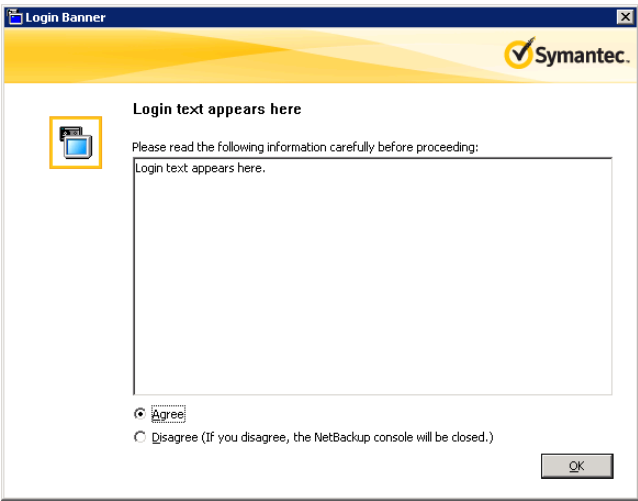 Login Banner
Symantec.
Login text appears here
Please read the following information carefully before proceeding:
Login text appears here.
Agree
Disagree (If you disagree, the NetBackup console will be closed.)
OK